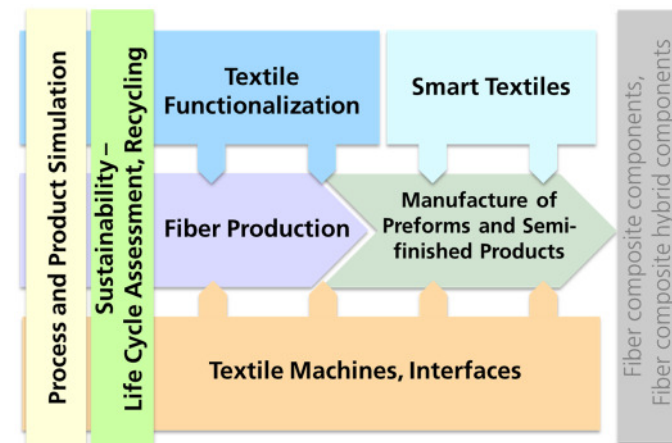 Process and Product Simulation
Sustainability –
Life Cycle Assessment, Recycling
Textile
Functionalization
Smart Textiles
Fiber Production
Manufacture of
Preforms and Semi-
finished Products
Textile Machines, Interfaces
Fiber composite components,
Fiber composite hybrid components